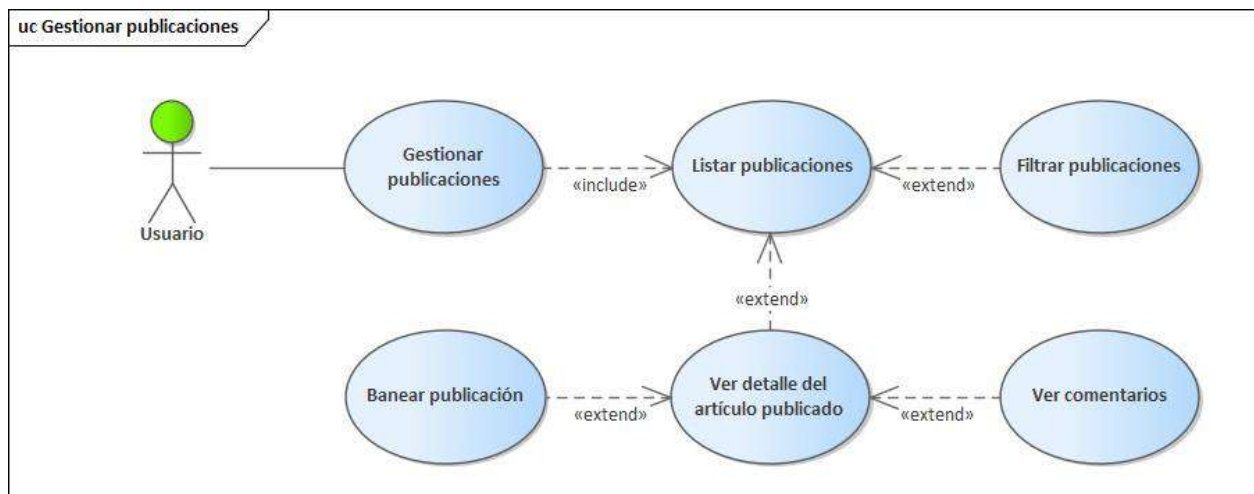 uc Gestionar publicaciones
Usuario
Gestionar
publicaciones
«include»
Listar publicaciones
«extend»
Filtrar publicaciones
«extend»
Banear publicación
«extend»
Ver detalle del
artículo publicado
«extend»
Ver comentarios